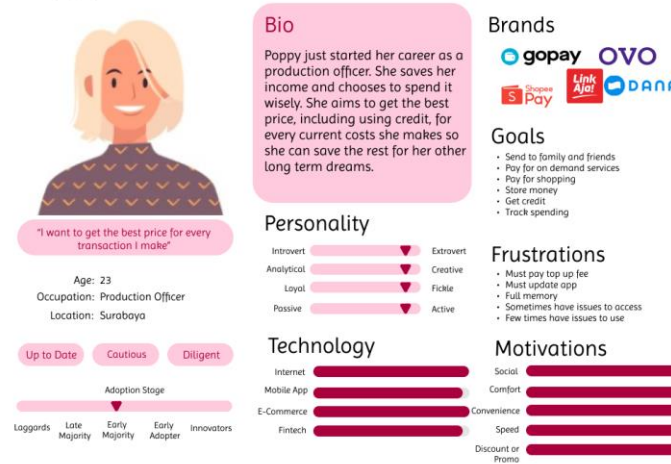 "I want to get the best price for every
transaction I make"
Age: 23
Occupation: Production Officer
Location: Surabaya
Up to Date
Cautious
Diligent
Adoption Stage
Laggards
Late
Majority
Early
Majority
Early
Adopter
Innovators
Bio
Poppy just started her career as a
production officer. She saves her
income and chooses to spend it
wisely. She aims to get the best
price, including using credit, for
every current costs she makes so
she can save the rest for her other
long term dreams.
Personality
Introvert
Extrovert
Analytical
Creative
Loyal
Fickle
Passive
Active
Technology
Internet
Mobile App
E-Commerce
Fintech
Brands
gopay
OVO
S
Shopee
Pay
Link
Aja!
DANA
Goals
• Send to family and friends
• Pay for on demand services
• Pay for shopping
• Store money
• Get credit
• Track spending
Frustrations
• Must pay top up fee
• Must update app
• Full memory
• Sometimes have issues to access
• Few times have issues to use
Motivations
Social
Comfort
Convenience
Speed
Discount or
Promo